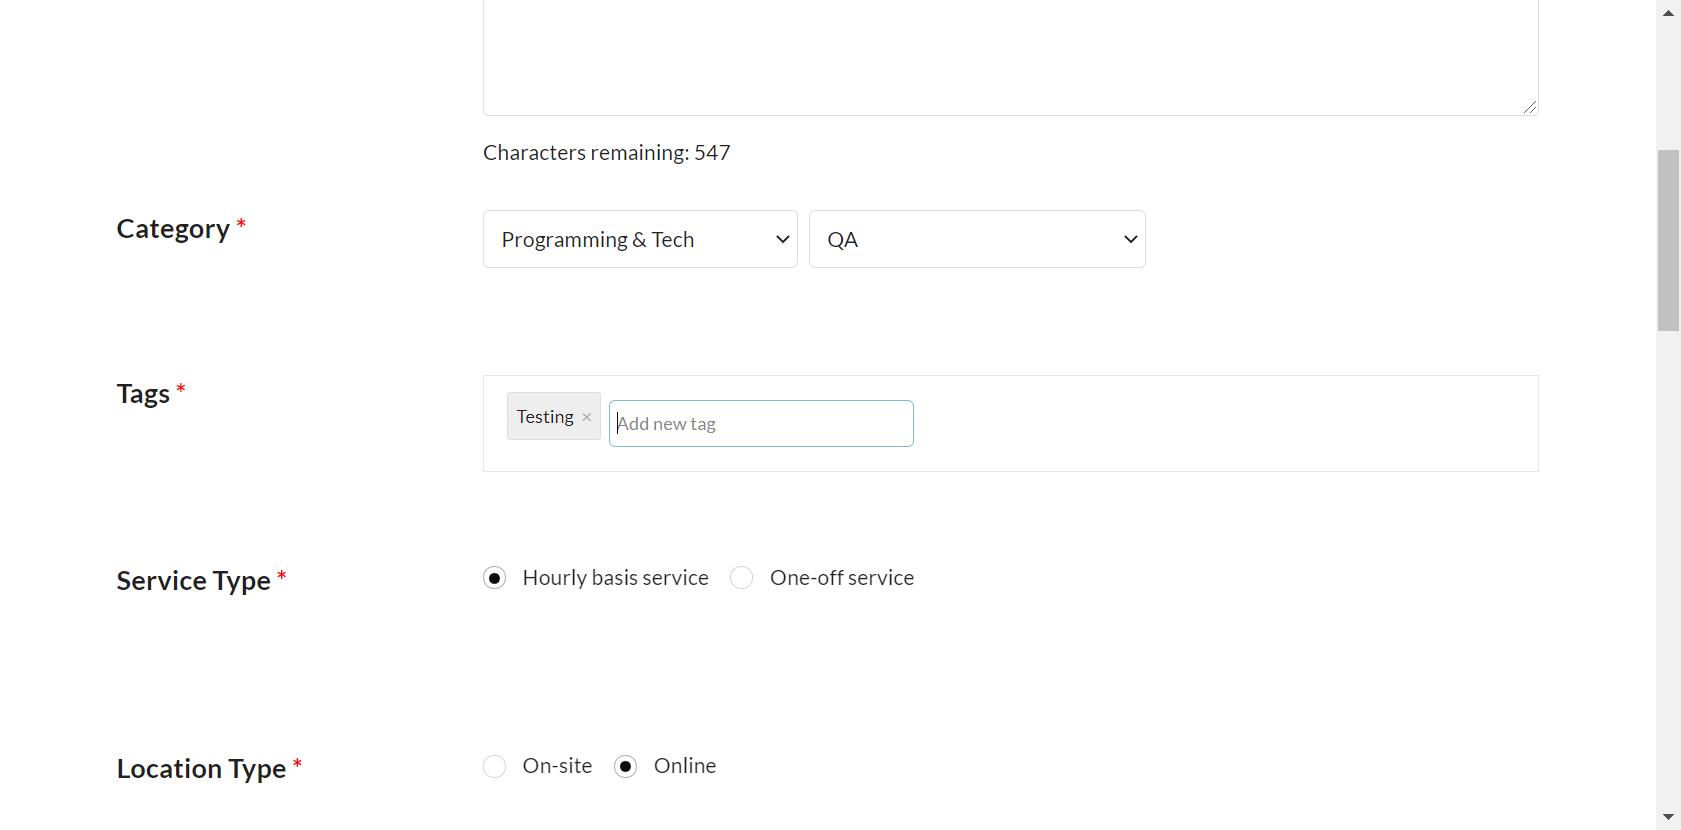 Characters remaining: 547
Category *
Programming & Tech
QA
Tags *
Testing ×
Add new tag
Service Type *
Hourly basis service
One-off service
Location Type *
On-site
Online